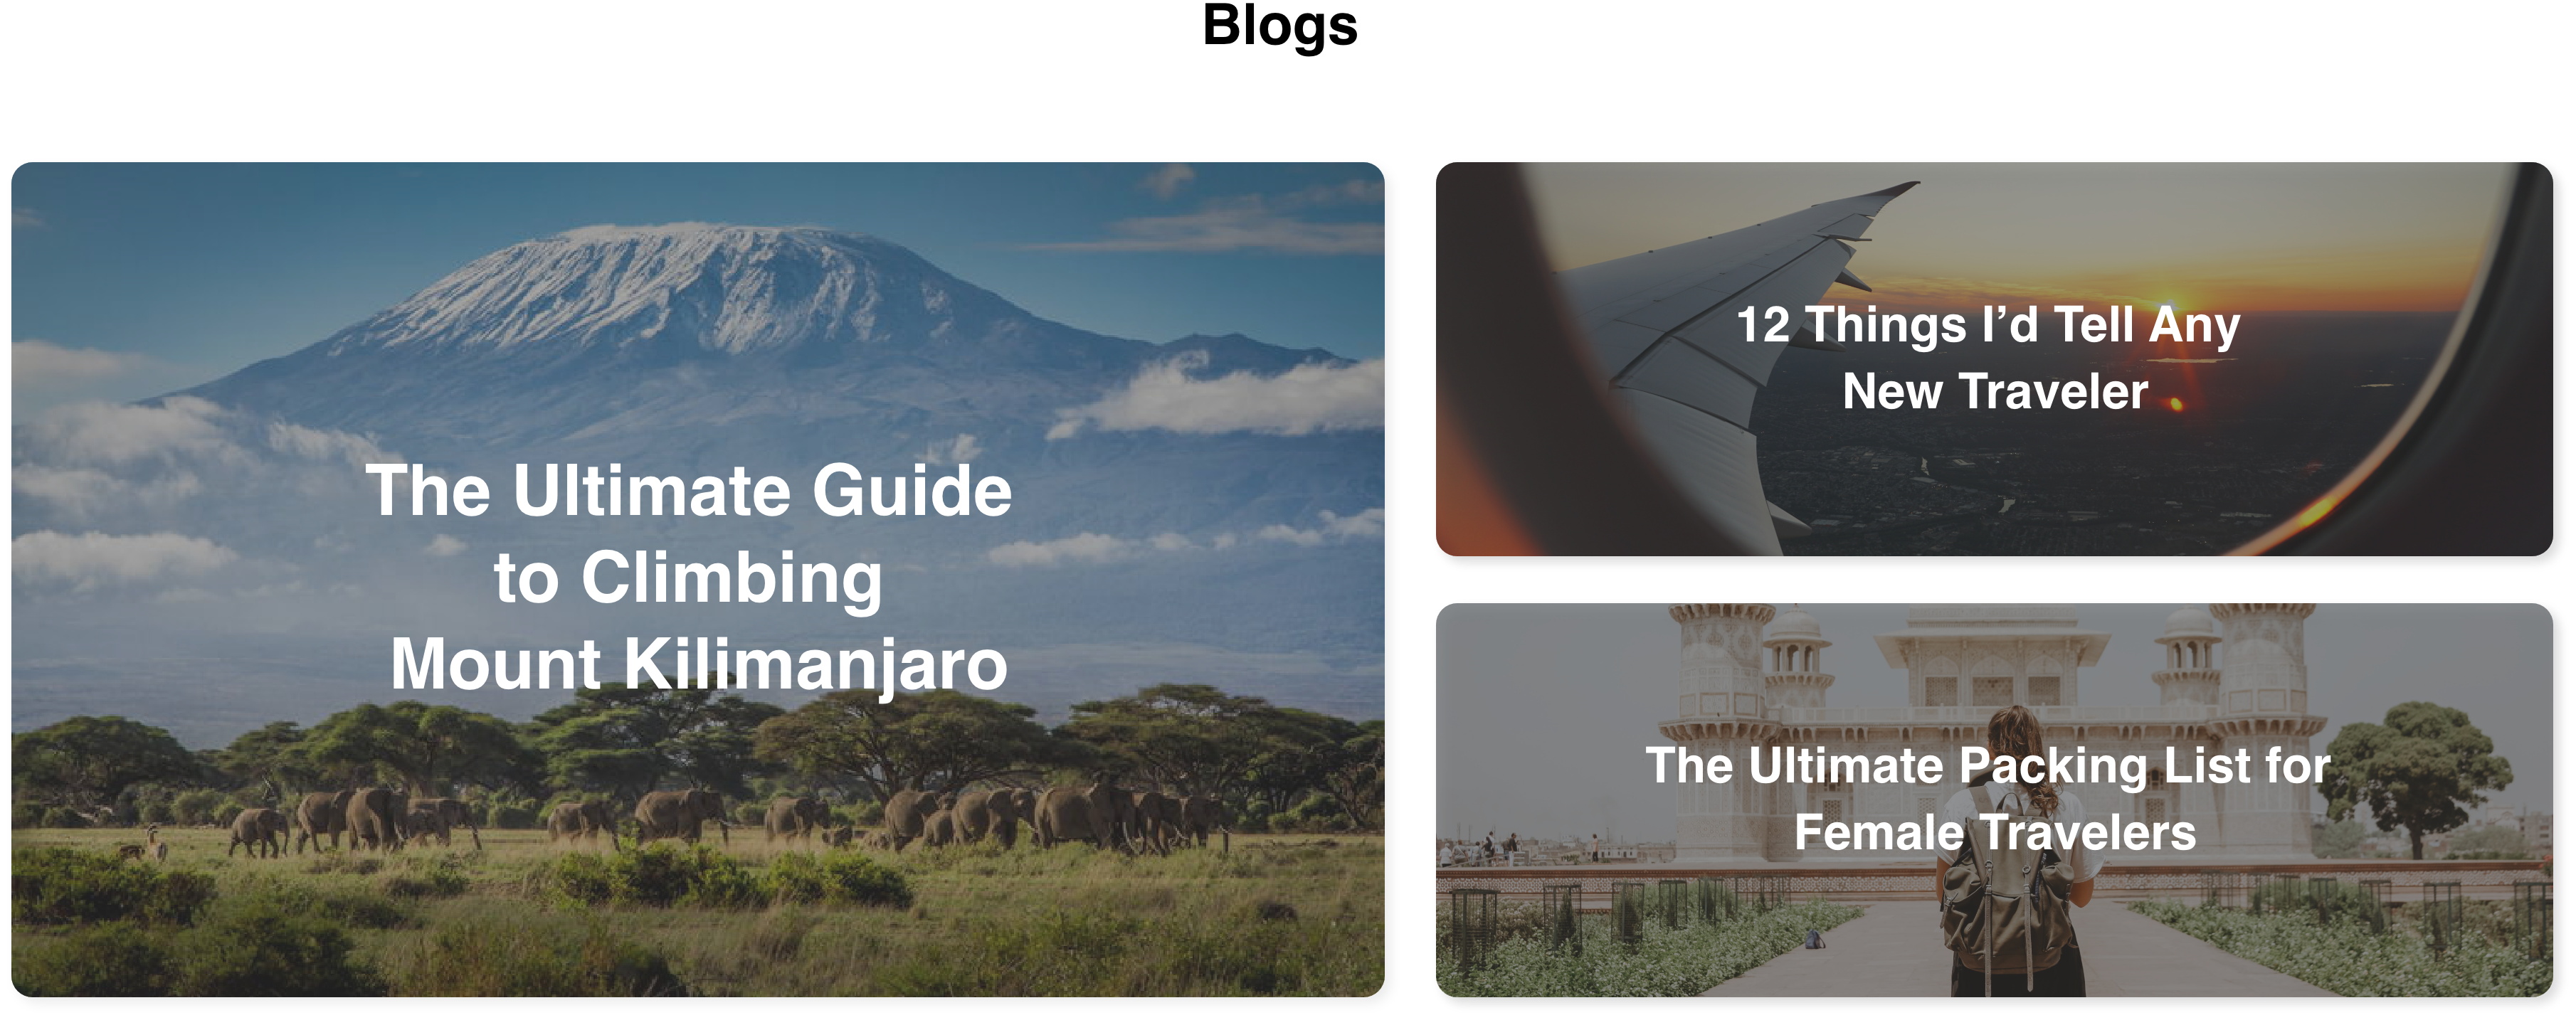 Blogs
The Ultimate Guide
to Climbing
Mount Kilimanjaro
12 Things I’d Tell Any
New Traveler
The Ultimate Packing List for
Female Travelers